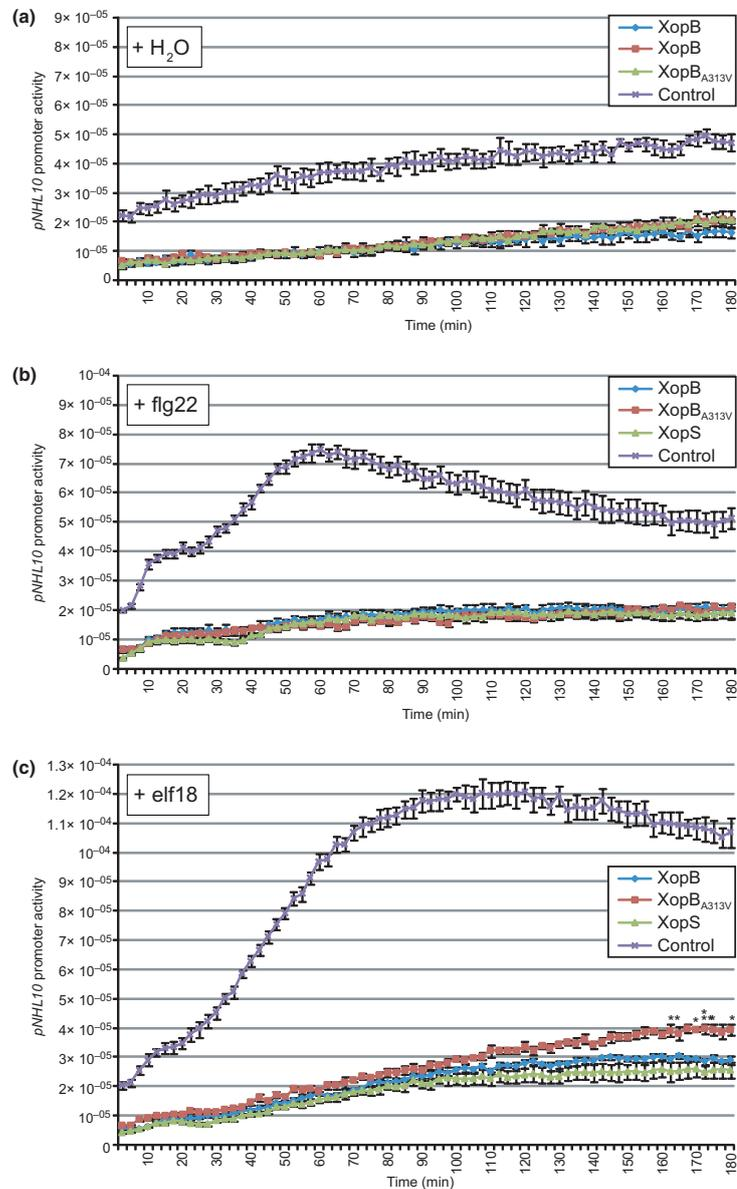 (a)
9× 10⁻⁰⁵
8× 10⁻⁰⁵
7× 10⁻⁰⁵
6× 10⁻⁰⁵
5× 10⁻⁰⁵
4× 10⁻⁰⁵
3× 10⁻⁰⁵
2× 10⁻⁰⁵
10⁻⁰⁵
0
pNHL10 promoter activity
+ H₂O
XopB
XopB
XopB_A313V
Control
10 20 30 40 50 60 70 80 90 100 110 120 130 140 150 160 170 180
Time (min)
(b)
10⁻⁰⁴
9× 10⁻⁰⁵
8× 10⁻⁰⁵
7× 10⁻⁰⁵
6× 10⁻⁰⁵
5× 10⁻⁰⁵
4× 10⁻⁰⁵
3× 10⁻⁰⁵
2× 10⁻⁰⁵
10⁻⁰⁵
0
pNHL10 promoter activity
+ flg22
XopB
XopB_A313V
XopS
Control
10 20 30 40 50 60 70 80 90 100 110 120 130 140 150 160 170 180
Time (min)
(c)
1.3× 10⁻⁰⁴
1.2× 10⁻⁰⁴
1.1× 10⁻⁰⁴
10⁻⁰⁴
9× 10⁻⁰⁵
8× 10⁻⁰⁵
7× 10⁻⁰⁵
6× 10⁻⁰⁵
5× 10⁻⁰⁵
4× 10⁻⁰⁵
3× 10⁻⁰⁵
2× 10⁻⁰⁵
10⁻⁰⁵
0
pNHL10 promoter activity
+ elf18
XopB
XopB_A313V
XopS
Control
** * * ** *
10 20 30 40 50 60 70 80 90 100 110 120 130 140 150 160 170 180
Time (min)